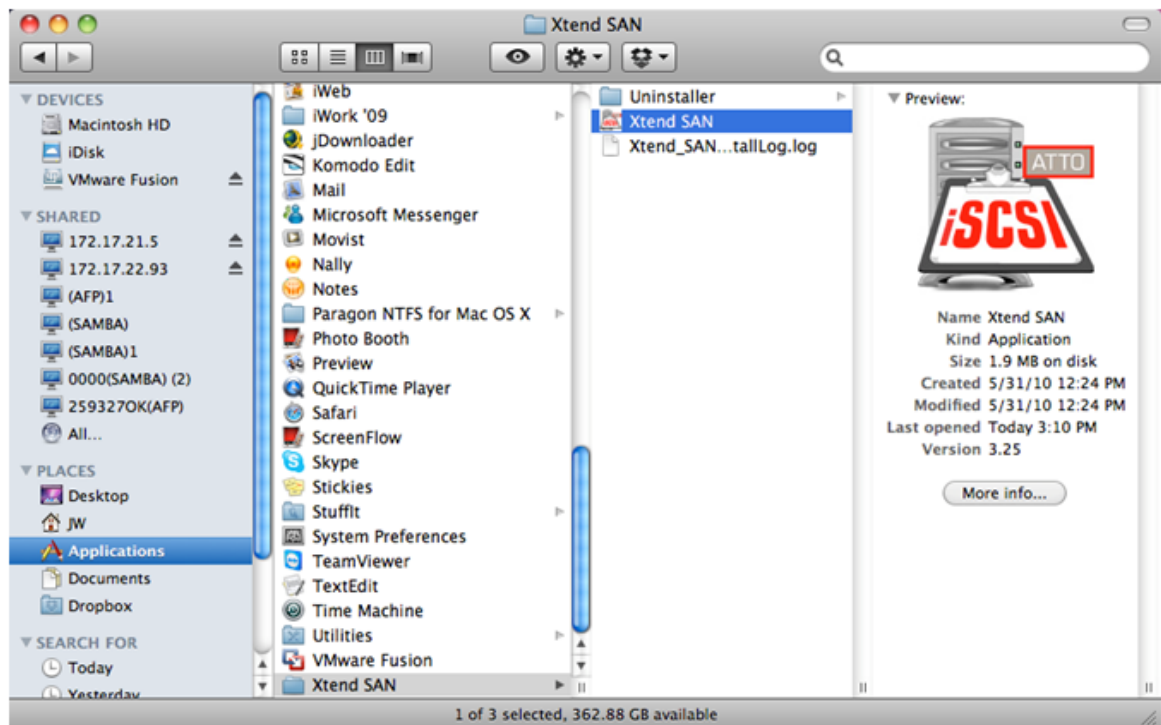 Xtend SAN
DEVICES
Macintosh HD
iDisk
VMware Fusion
SHARED
172.17.21.5
172.17.22.93
(AFP)1
(SAMBA)
(SAMBA)1
0000(SAMBA) (2)
259327OK(AFP)
All...
PLACES
Desktop
JW
Applications
Documents
Dropbox
SEARCH FOR
Today
Yesterday
iWeb
iWork '09
jDownloader
Komodo Edit
Mail
Microsoft Messenger
Movist
Nally
Notes
Paragon NTFS for Mac OS X
Photo Booth
Preview
QuickTime Player
Safari
ScreenFlow
Skype
Stickies
StuffIt
System Preferences
TeamViewer
TextEdit
Time Machine
Utilities
VMware Fusion
Xtend SAN
Uninstaller
Xtend SAN
Xtend_SAN...tallLog.log
Preview:
ATTO
iSCSI
Name Xtend SAN
Kind Application
Size 1.9 MB on disk
Created 5/31/10 12:24 PM
Modified 5/31/10 12:24 PM
Last opened Today 3:10 PM
Version 3.25
More info...
1 of 3 selected, 362.88 GB available